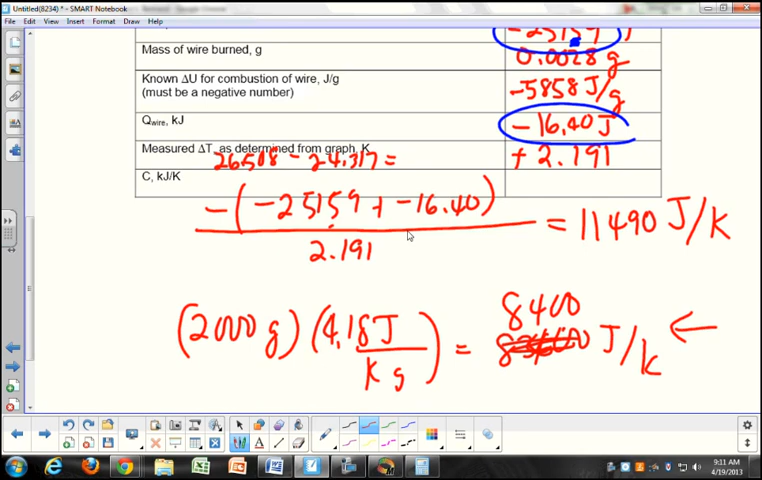 Untitled(8234) * - SMART Notebook
File Edit View Insert Format Tools Draw Help
-25159 J
Mass of wire burned, g
0.0028 g
Known ΔU for combustion of wire, J/g
(must be a negative number)
-5858 J/g
Qwire, kJ
-16.40 J
Measured ΔT, as determined from graph, K
26.508 - 24.317 =
+2.191
C, kJ/K
-(-25159 + -16.40)
2.191
= 11490 J/K
(2000 g) (4.18 J
K g) = 8400 J/K ←
9:11 AM
4/19/2013